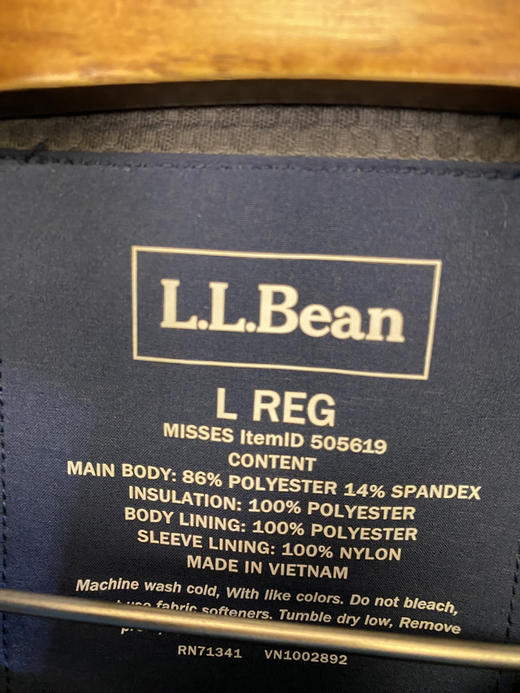 L.L.Bean
L REG
MISSES ItemID 505619
CONTENT
MAIN BODY: 86% POLYESTER 14% SPANDEX
INSULATION: 100% POLYESTER
BODY LINING: 100% POLYESTER
SLEEVE LINING: 100% NYLON
MADE IN VIETNAM
Machine wash cold, With like colors. Do not bleach,
use fabric softeners. Tumble dry low, Remove
RN71341 VN1002892